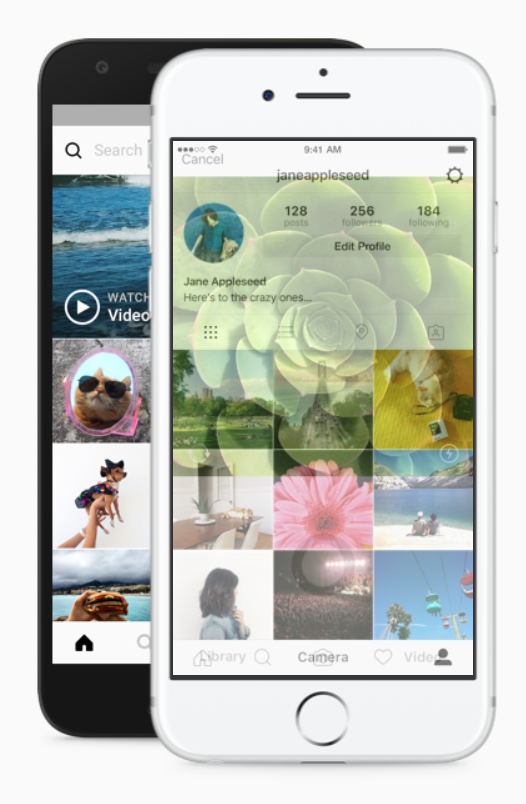 Search
WATCH
Video
9:41 AM
Cancel
janeappleseed
128 256 184
posts followers following
Edit Profile
Jane Appleseed
Here's to the crazy ones...
Library Camera Video